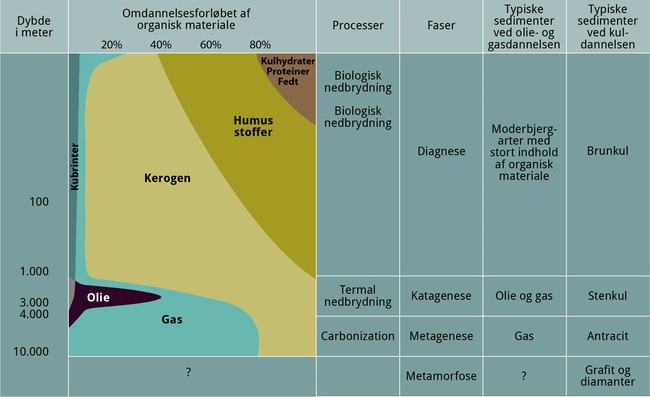 Dybde
i meter
Omdannelsesforløbet af
organisk materiale
20%
40%
60%
80%
Processer
Faser
Typiske
sedimenter
ved olie- og
gasdannelsen
Typiske
sedimenter
ved kul-
dannelsen
Kulhydrater
Proteiner
Fedt
Biologisk
nedbrydning
Biologisk
nedbrydning
Humus
stoffer
Kubrinter
Kerogen
Diagnese
Moderbjerg-
arter med
stort indhold
af organisk
materiale
Brunkul
100
1.000
3.000
4.000
10.000
Olie
Gas
Termal
nedbrydning
Katagenese
Olie og gas
Stenkul
Carbonization
Metagenese
Gas
Antracit
?
Metamorfose
?
Grafit og
diamanter